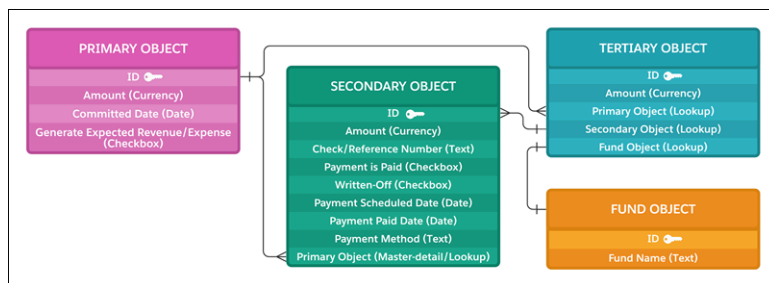 PRIMARY OBJECT
ID
Amount (Currency)
Committed Date (Date)
Generate Expected Revenue/Expense
(Checkbox)
SECONDARY OBJECT
ID
Amount (Currency)
Check/Reference Number (Text)
Payment is Paid (Checkbox)
Written-Off (Checkbox)
Payment Scheduled Date (Date)
Payment Paid Date (Date)
Payment Method (Text)
Primary Object (Master-detail/Lookup)
TERTIARY OBJECT
ID
Amount (Currency)
Primary Object (Lookup)
Secondary Object (Lookup)
Fund Object (Lookup)
FUND OBJECT
ID
Fund Name (Text)